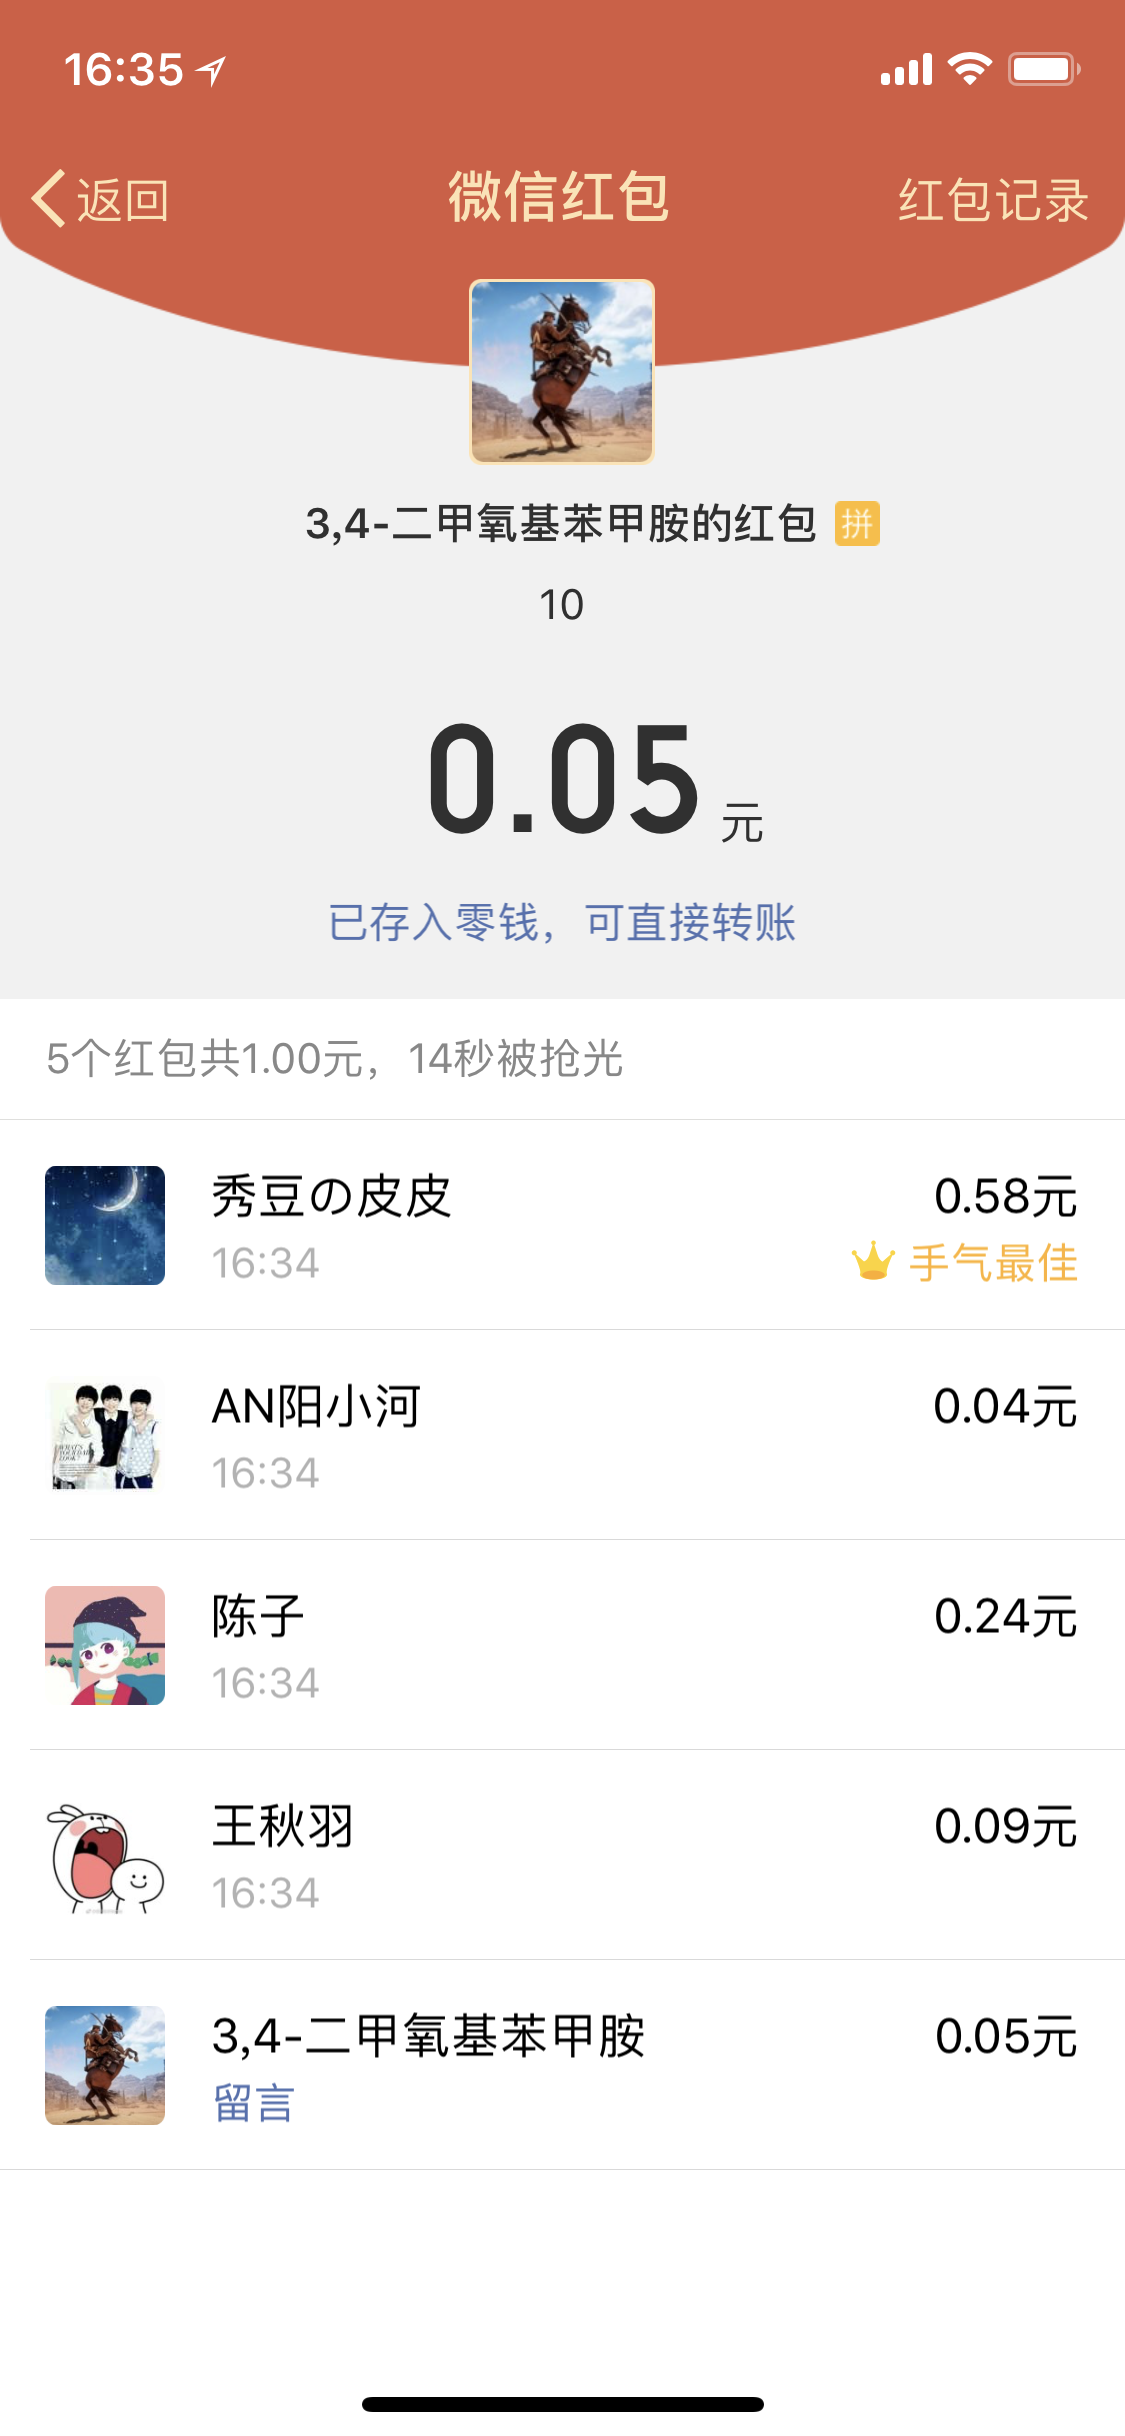 16:35
返回
微信红包
红包记录
3,4-二甲氧基苯甲胺的红包 拼
10
0.05 元
已存入零钱，可直接转账
5个红包共1.00元，14秒被抢光
秀豆の皮皮
0.58元
16:34
手气最佳
AN阳小河
0.04元
16:34
陈子
0.24元
16:34
王秋羽
0.09元
16:34
3,4-二甲氧基苯甲胺
0.05元
留言